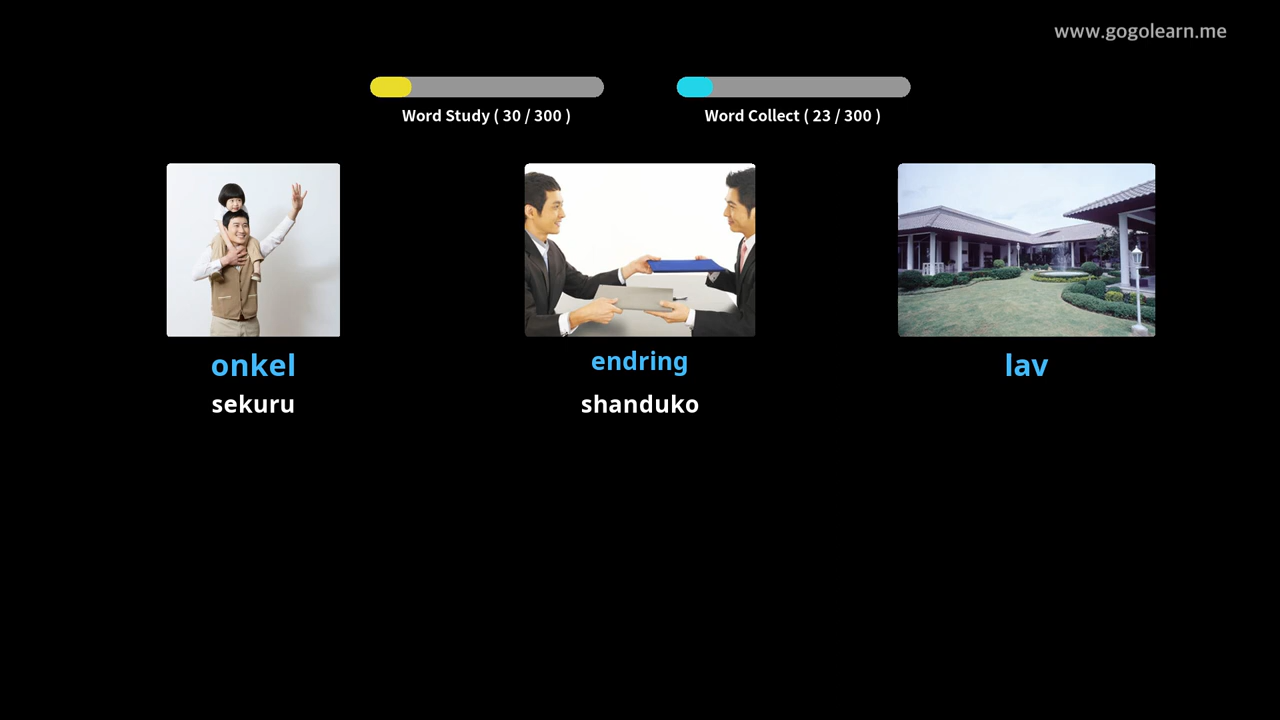 www.gogolearn.me
Word Study ( 30 / 300 )
Word Collect ( 23 / 300 )
onkel
endring
lav
sekuru
shanduko